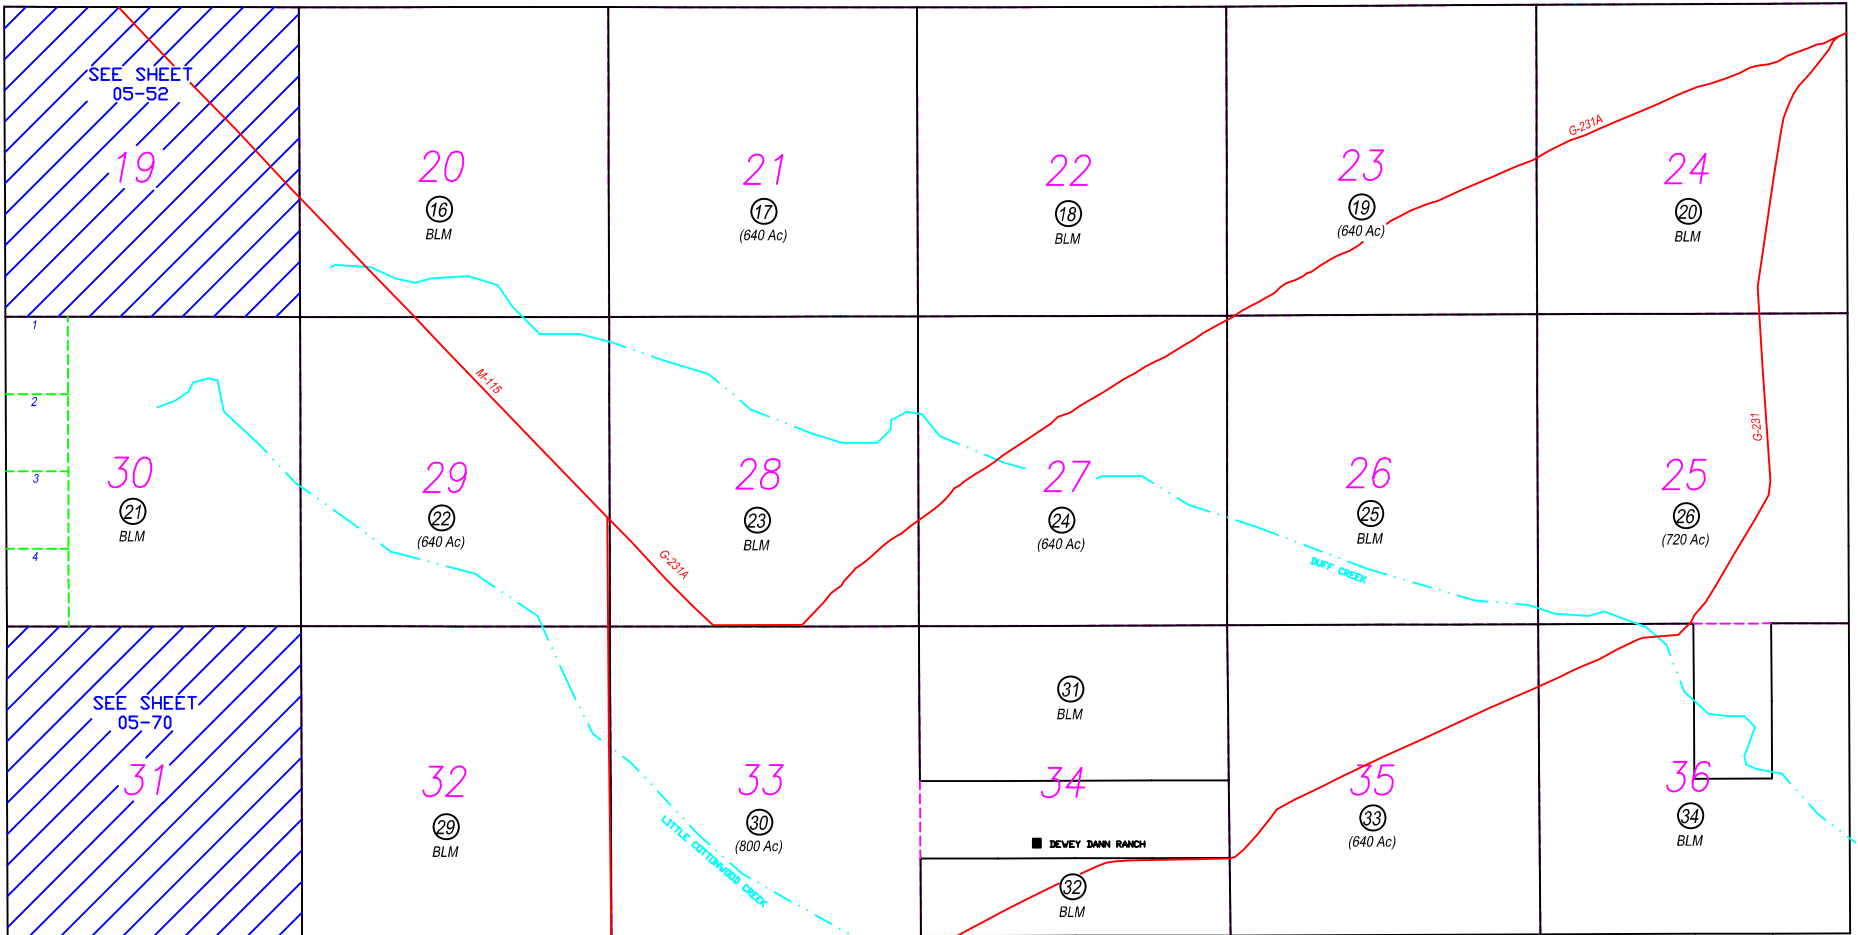 SEE SHEET
05-52
19
20
16
BLM
21
17
(640 Ac)
22
18
BLM
23
19
(640 Ac)
G-231A
24
20
BLM
1
2
3
4
30
21
BLM
M-115
29
22
(640 Ac)
28
23
BLM
G-231A
27
24
(640 Ac)
26
25
BLM
DUFF CREEK
G-231
25
26
(720 Ac)
SEE SHEET
05-70
31
32
29
BLM
33
30
(800 Ac)
LITTLE COTTONWOOD CREEK
31
BLM
34
DEWEY DANN RANCH
32
BLM
35
33
(640 Ac)
36
34
BLM